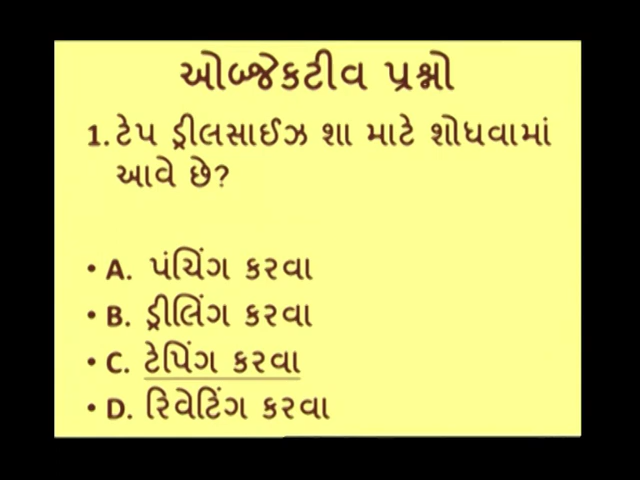 ઓબ્જેકટીવ પ્રશ્નો
1. ટેપ ડ્રીલસાઈઝ શા માટે શોધવામાં
આવે છે?
• A. પંચિંગ કરવા
• B. ડ્રીલિંગ કરવા
• C. ટેપિંગ કરવા
• D. રિવેટિંગ કરવા